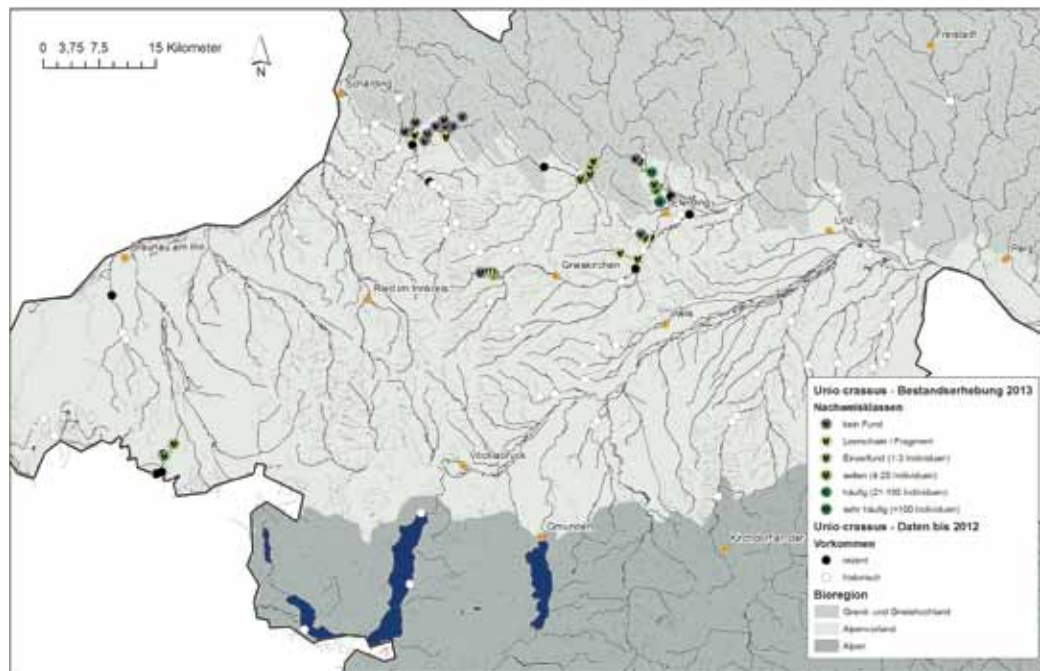 0 3,75 7,5 15 Kilometer
N
Freistadt
Schärding
Eferding
Linz
Braunau am Inn
Grieskirchen
Perg
Ried im Innkreis
Wels
Vöcklabruck
Gmunden
Kirchdorf an der
Unio crassus - Bestandserhebung 2013
Nachweisklassen
kein Fund
Leerschale / Fragment
Einzelfund (1-3 Individuen)
selten (4-20 Individuen)
häufig (21-100 Individuen)
sehr häufig (>100 Individuen)
Unio crassus - Daten bis 2012
Vorkommen
rezent
historisch
Bioregion
Granit- und Gneishochland
Alpenvorland
Alpen